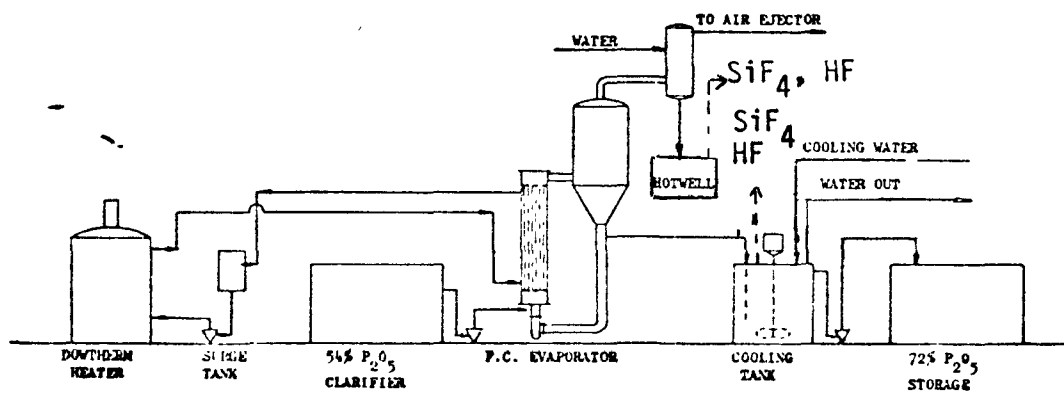 TO AIR EJECTOR
WATER
SiF4, HF
SiF4
HF
COOLING WATER
HOTWELL
WATER OUT
DOWTHERM
HEATER
SURGE
TANK
54% P2O5
CLARIFIER
F.C. EVAPORATOR
COOLING
TANK
72% P2O5
STORAGE